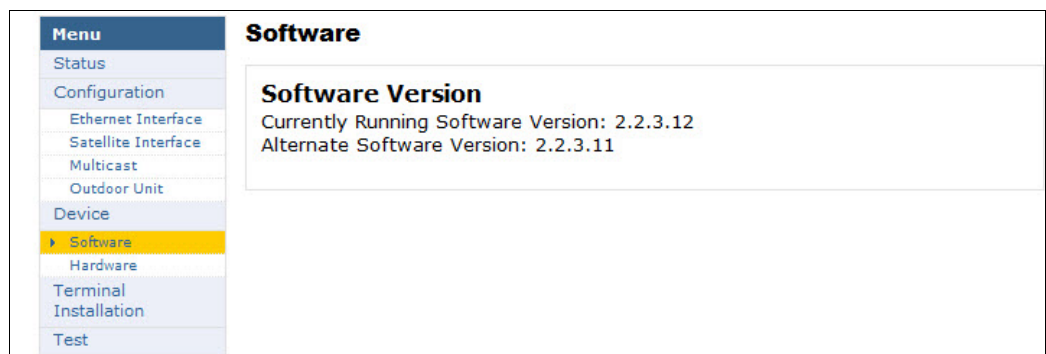 Menu
Status
Configuration
Ethernet Interface
Satellite Interface
Multicast
Outdoor Unit
Device
Software
Hardware
Terminal
Installation
Test
Software
Software Version
Currently Running Software Version: 2.2.3.12
Alternate Software Version: 2.2.3.11